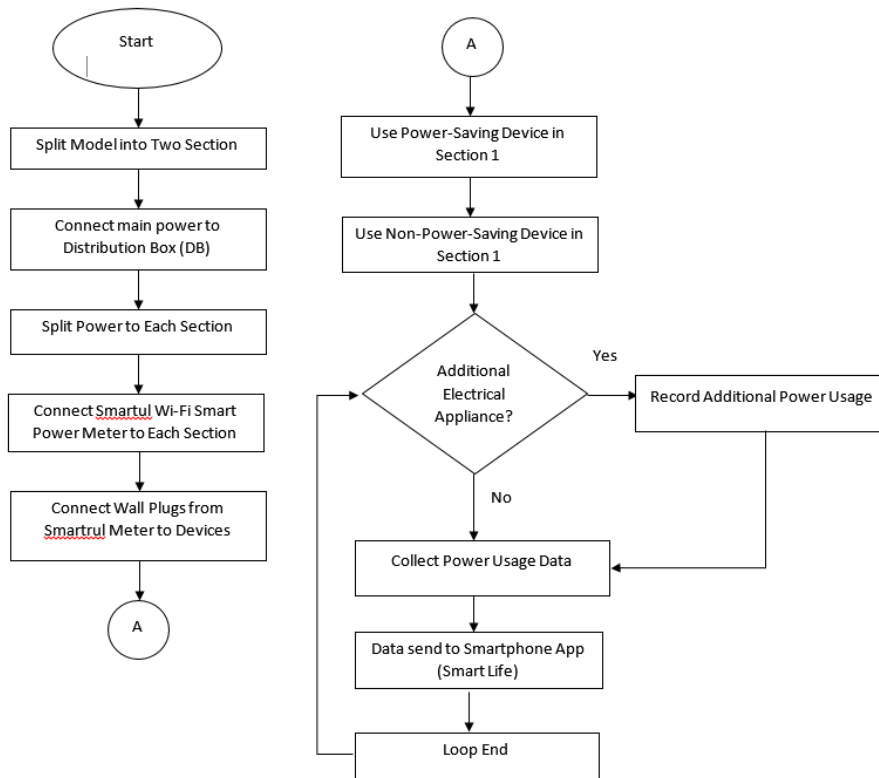 Start
Split Model into Two Section
Connect main power to
Distribution Box (DB)
Split Power to Each Section
Connect Smartul Wi-Fi Smart
Power Meter to Each Section
Connect Wall Plugs from
Smartrul Meter to Devices
A
A
Use Power-Saving Device in
Section 1
Use Non-Power-Saving Device in
Section 1
Additional
Electrical
Appliance?
Yes
Record Additional Power Usage
No
Collect Power Usage Data
Data send to Smartphone App
(Smart Life)
Loop End